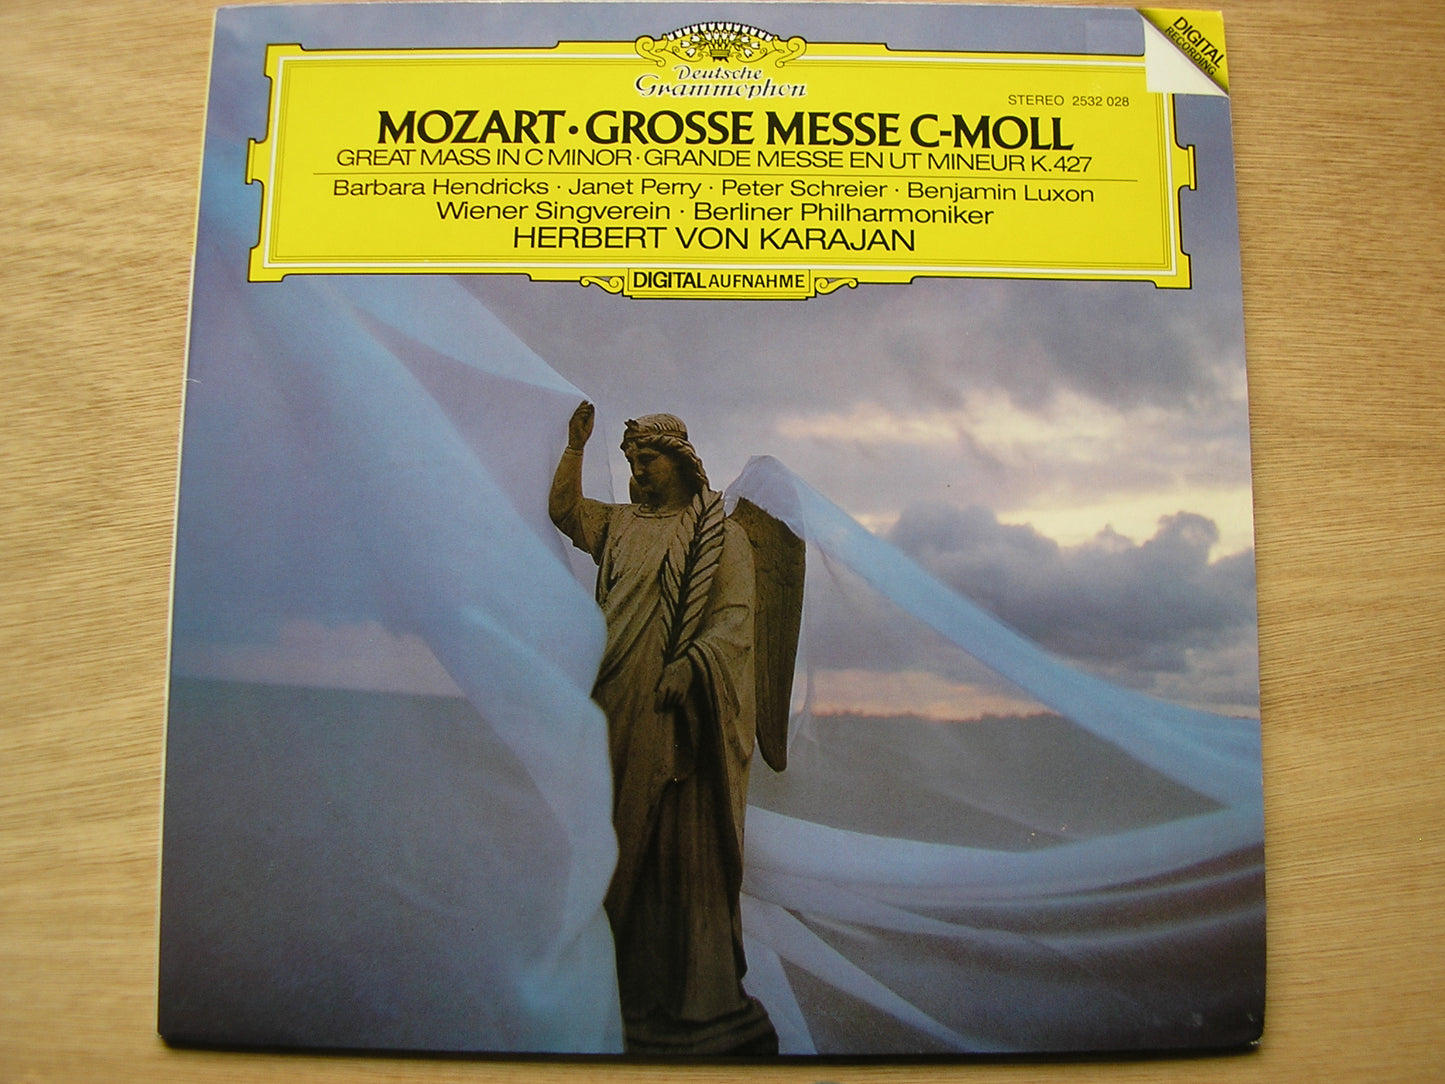 DIGITAL
RECORDING
Deutsche
Grammophon
STEREO 2532 028
MOZART · GROSSE MESSE C-MOLL
GREAT MASS IN C MINOR · GRANDE MESSE EN UT MINEUR K. 427
Barbara Hendricks · Janet Perry · Peter Schreier · Benjamin Luxon
Wiener Singverein · Berliner Philharmoniker
HERBERT VON KARAJAN
DIGITAL AUFNAHME